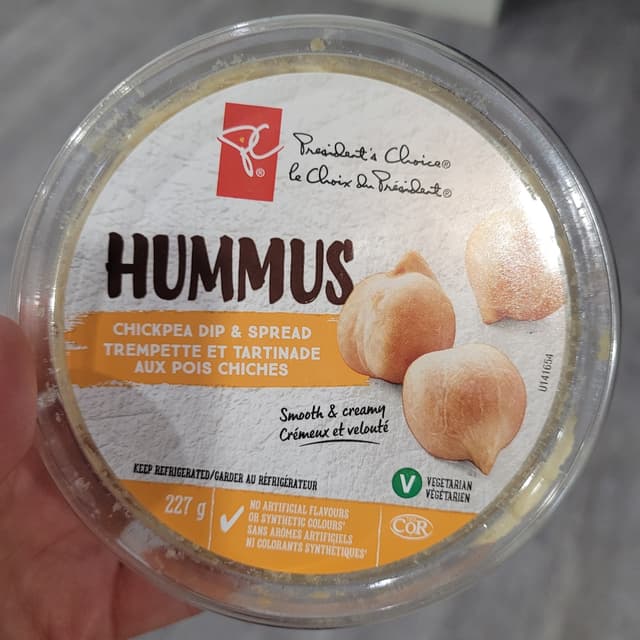 PC®
President's Choice®
le Choix du Président®
HUMMUS
CHICKPEA DIP & SPREAD
TREMPETTE ET TARTINADE
AUX POIS CHICHES
Smooth & creamy
Crémeux et velouté
U141654
KEEP REFRIGERATED/GARDER AU RÉFRIGÉRATEUR
V VEGETARIAN
VÉGÉTARIEN
227 g
NO ARTIFICIAL FLAVOURS
OR SYNTHETIC COLOURS*
SANS ARÔMES ARTIFICIELS
NI COLORANTS SYNTHÉTIQUES*
COR